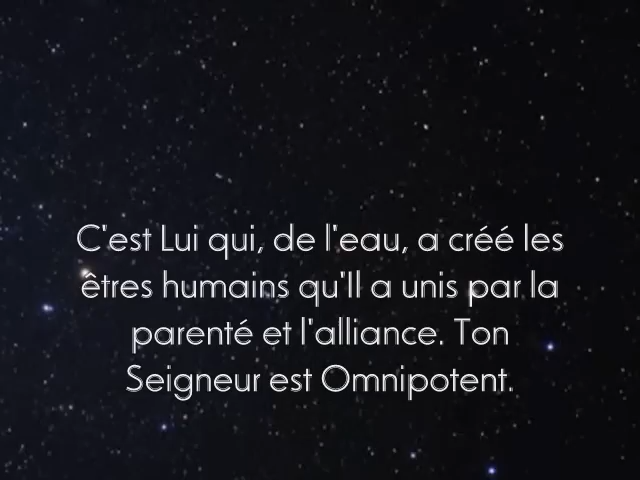 C'est Lui qui, de l'eau, a créé les
êtres humains qu'Il a unis par la
parenté et l'alliance. Ton
Seigneur est Omnipotent.